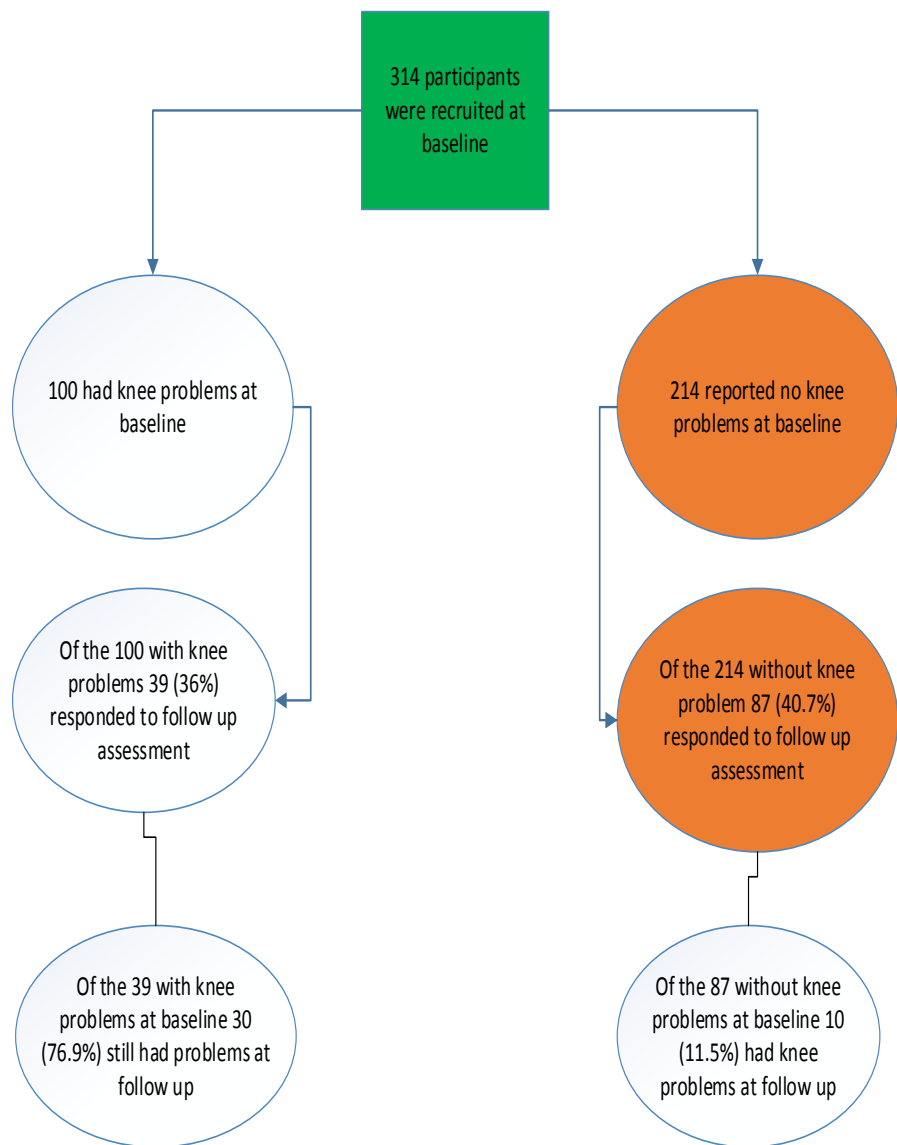 314 participants
were recruited at
baseline
100 had knee problems at
baseline
214 reported no knee
problems at baseline
Of the 100 with knee
problems 39 (36%)
responded to follow up
assessment
Of the 214 without knee
problem 87 (40.7%)
responded to follow up
assessment
Of the 39 with knee
problems at baseline 30
(76.9%) still had problems at
follow up
Of the 87 without knee
problems at baseline 10
(11.5%) had knee
problems at follow up